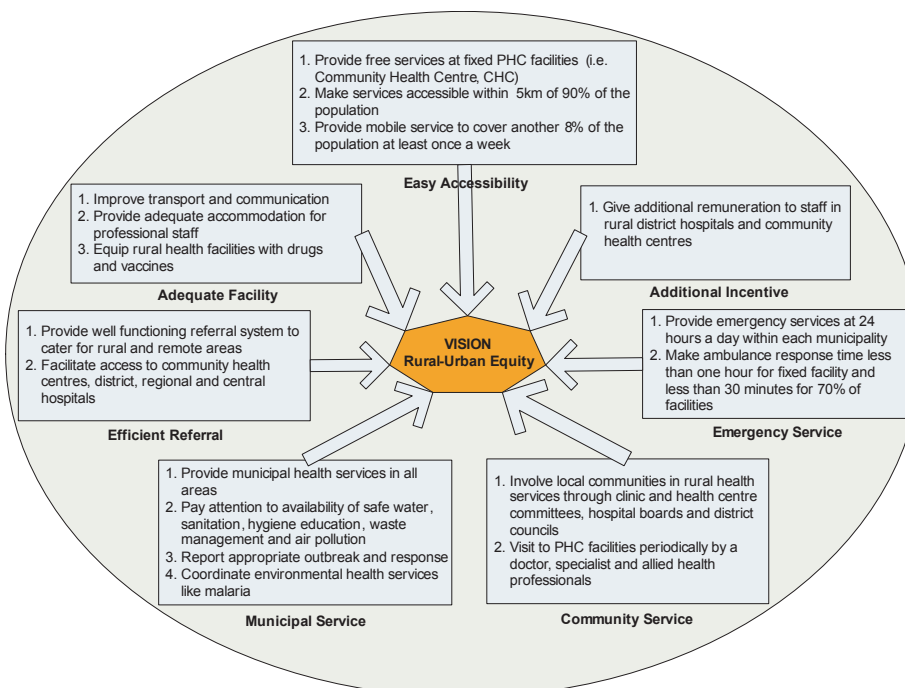 1. Provide free services at fixed PHC facilities (i.e.
Community Health Centre, CHC)
2. Make services accessible within 5km of 90% of the
population
3. Provide mobile service to cover another 8% of the
population at least once a week
Easy Accessibility
1. Improve transport and communication
2. Provide adequate accommodation for
professional staff
3. Equip rural health facilities with drugs
and vaccines
Adequate Facility
1. Give additional remuneration to staff in
rural district hospitals and community
health centres
Additional Incentive
1. Provide well functioning referral system to
cater for rural and remote areas
2. Facilitate access to community health
centres, district, regional and central
hospitals
Efficient Referral
VISION
Rural-Urban Equity
1. Provide emergency services at 24
hours a day within each municipality
2. Make ambulance response time less
than one hour for fixed facility and
less than 30 minutes for 70% of
facilities
Emergency Service
1. Provide municipal health services in all
areas
2. Pay attention to availability of safe water,
sanitation, hygiene education, waste
management and air pollution
3. Report appropriate outbreak and response
4. Coordinate environmental health services
like malaria
Municipal Service
1. Involve local communities in rural health
services through clinic and health centre
committees, hospital boards and district
councils
2. Visit to PHC facilities periodically by a
doctor, specialist and allied health
professionals
Community Service